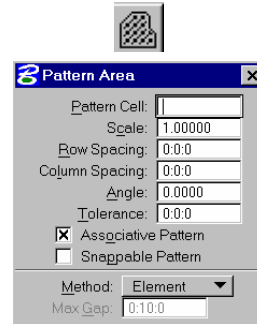 Pattern Area
Pattern Cell:
Scale: 1.00000
Row Spacing: 0:0:0
Column Spacing: 0:0:0
Angle: 0.0000
Tolerance: 0:0:0
Associative Pattern
Snappable Pattern
Method: Element
Max Gap: 0:10:0